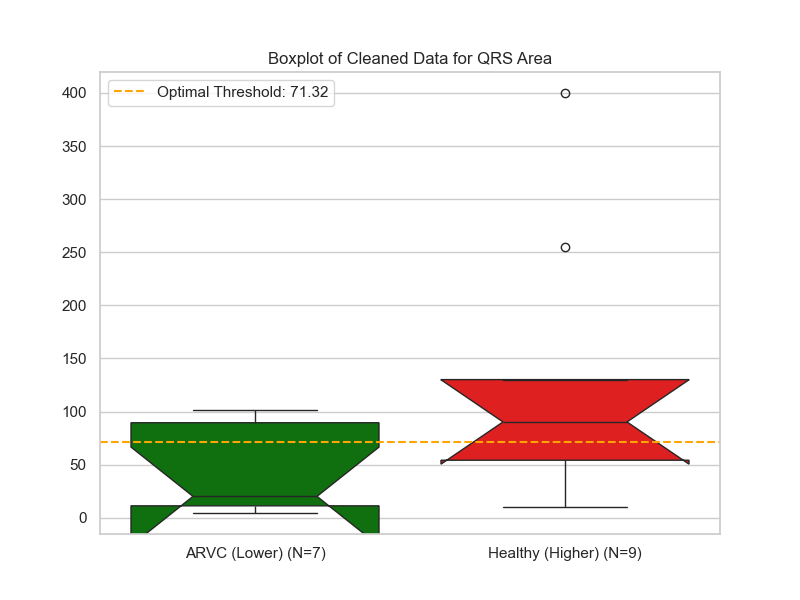 Boxplot of Cleaned Data for QRS Area
Optimal Threshold: 71.32
400
350
300
250
200
150
100
50
0
ARVC (Lower) (N=7)
Healthy (Higher) (N=9)